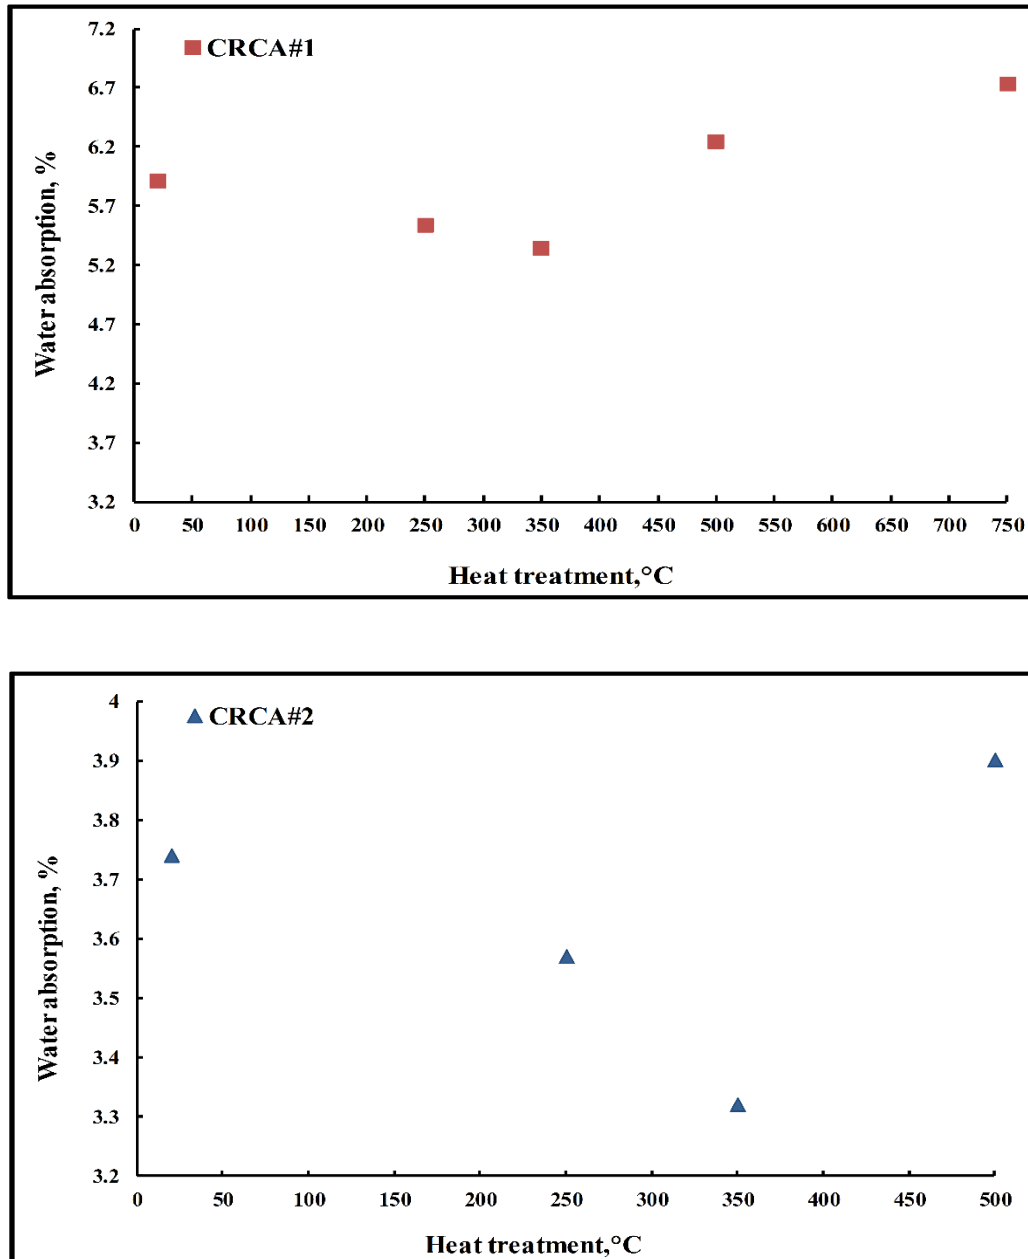 7.2
CRCA#1
6.7
6.2
5.7
5.2
4.7
4.2
3.7
3.2
Water absorption, %
0 50 100 150 200 250 300 350 400 450 500 550 600 650 700 750
Heat treatment,°C
4
CRCA#2
3.9
3.8
3.7
3.6
3.5
3.4
3.3
3.2
Water absorption, %
0 50 100 150 200 250 300 350 400 450 500
Heat treatment,°C